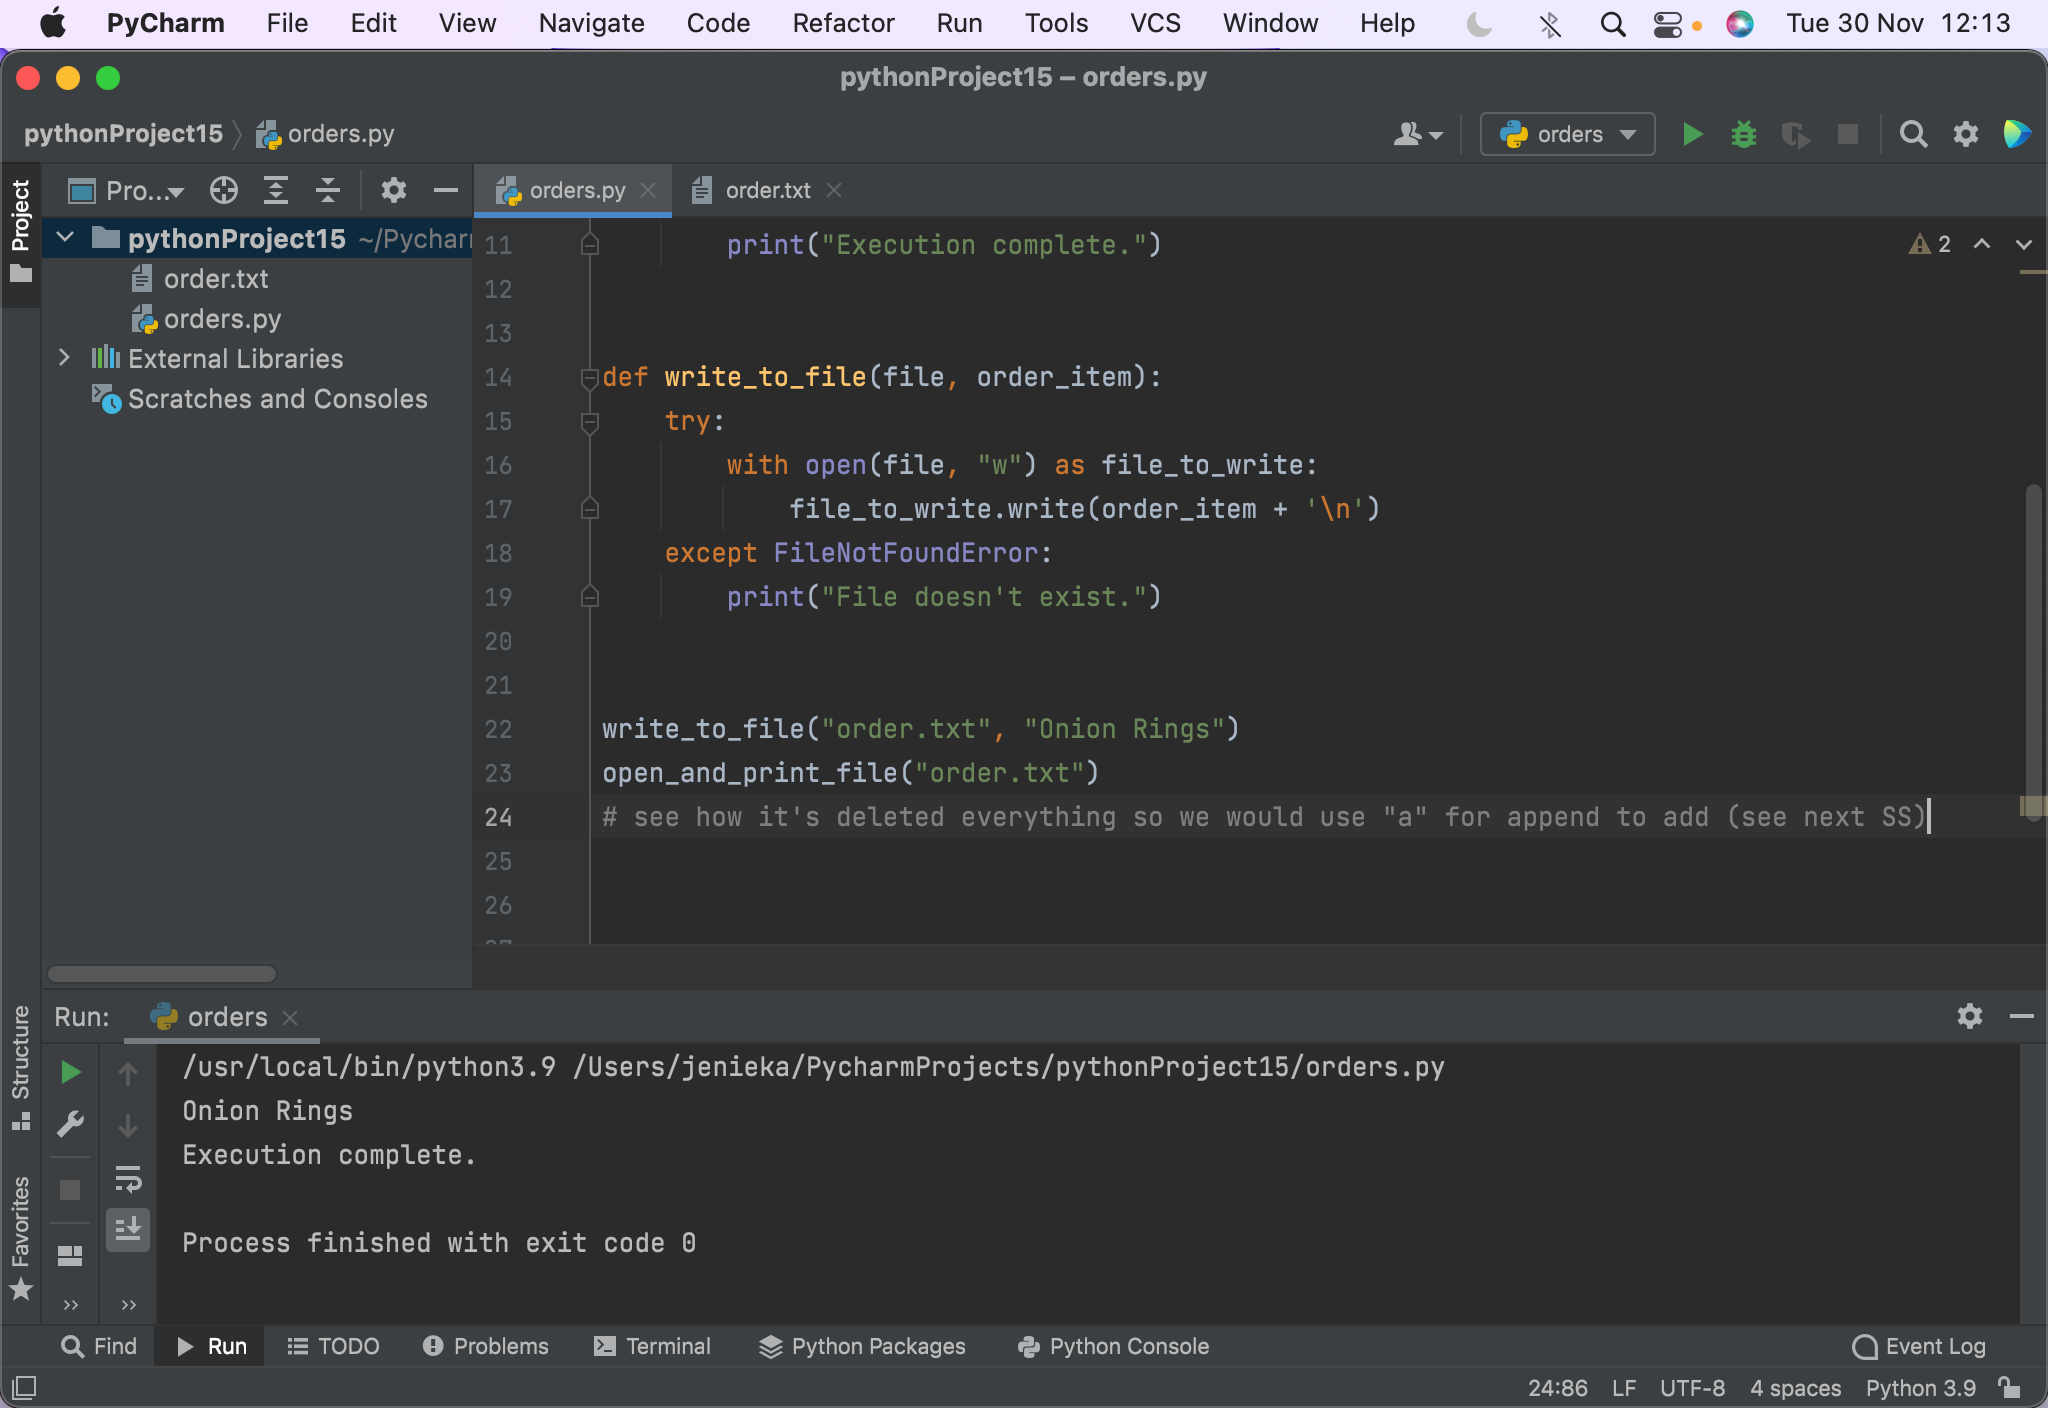 PyCharm File Edit View Navigate Code Refactor Run Tools VCS Window Help Tue 30 Nov 12:13
pythonProject15 – orders.py
pythonProject15 orders.py
orders
Project
Pro...
orders.py order.txt
pythonProject15 ~/Pychar
order.txt
orders.py
External Libraries
Scratches and Consoles
2
11 print("Execution complete.")
12
13
14 def write_to_file(file, order_item):
15 try:
16 with open(file, "w") as file_to_write:
17 file_to_write.write(order_item + '\n')
18 except FileNotFoundError:
19 print("File doesn't exist.")
20
21
22 write_to_file("order.txt", "Onion Rings")
23 open_and_print_file("order.txt")
24 # see how it's deleted everything so we would use "a" for append to add (see next SS)
25
26
Run: orders
Structure
Favorites
/usr/local/bin/python3.9 /Users/jenieka/PycharmProjects/pythonProject15/orders.py
Onion Rings
Execution complete.
Process finished with exit code 0
Find Run TODO Problems Terminal Python Packages Python Console Event Log
24:86 LF UTF-8 4 spaces Python 3.9